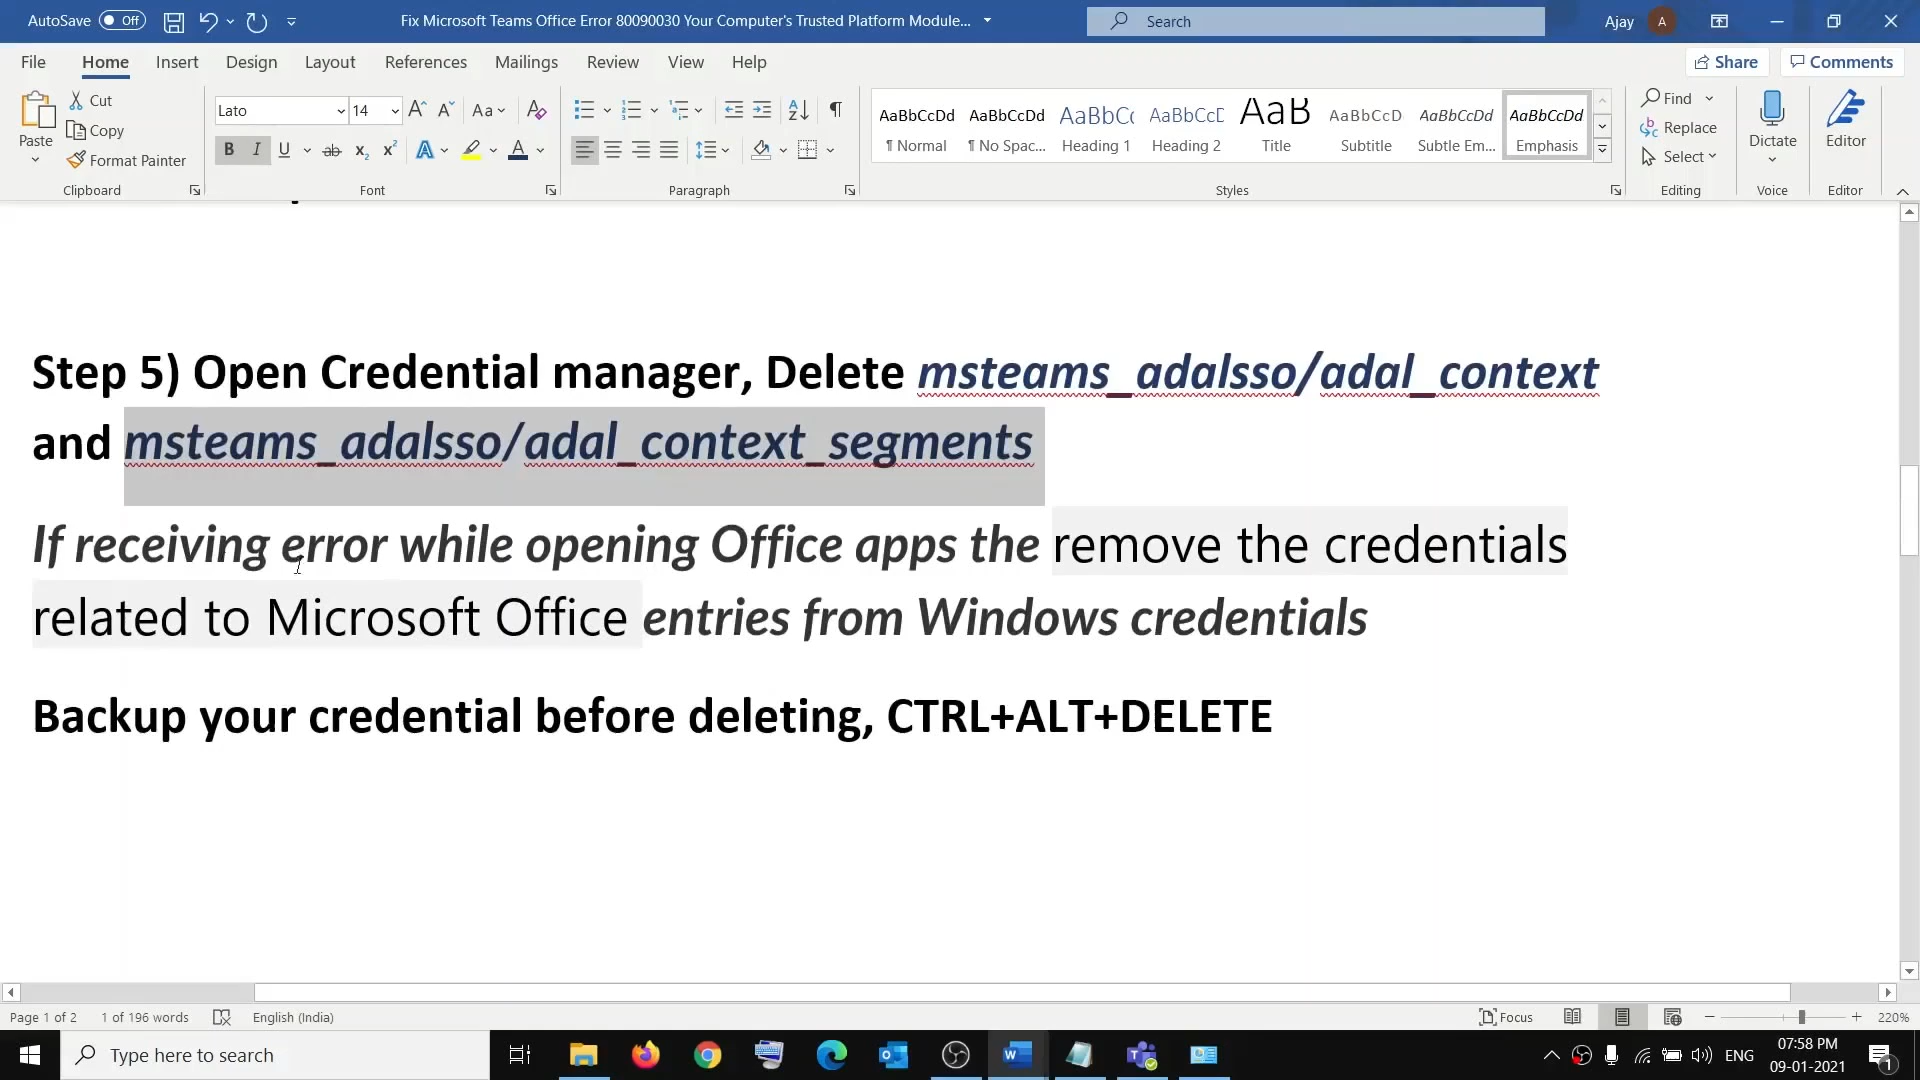 AutoSave Off Fix Microsoft Teams Office Error 80090030 Your Computer's Trusted Platform Module... Search Ajay A
File Home Insert Design Layout References Mailings Review View Help Share Comments
Paste Cut Copy Format Painter Clipboard
Lato 14 Aa B I U ab x₂ x² A A Font
Paragraph
AaBbCcDd AaBbCcDd AaBbCc AaBbCcD AaB AaBbCcD AaBbCcDd AaBbCcDd
¶ Normal ¶ No Spac... Heading 1 Heading 2 Title Subtitle Subtle Em... Emphasis
Styles
Find Replace Select Editing
Dictate Voice
Editor Editor
Step 5) Open Credential manager, Delete msteams_adalsso/adal_context
and msteams_adalsso/adal_context_segments
If receiving error while opening Office apps the remove the credentials
related to Microsoft Office entries from Windows credentials
Backup your credential before deleting, CTRL+ALT+DELETE
Page 1 of 2 1 of 196 words English (India) Focus 220%
Type here to search ENG 07:58 PM
09-01-2021 1